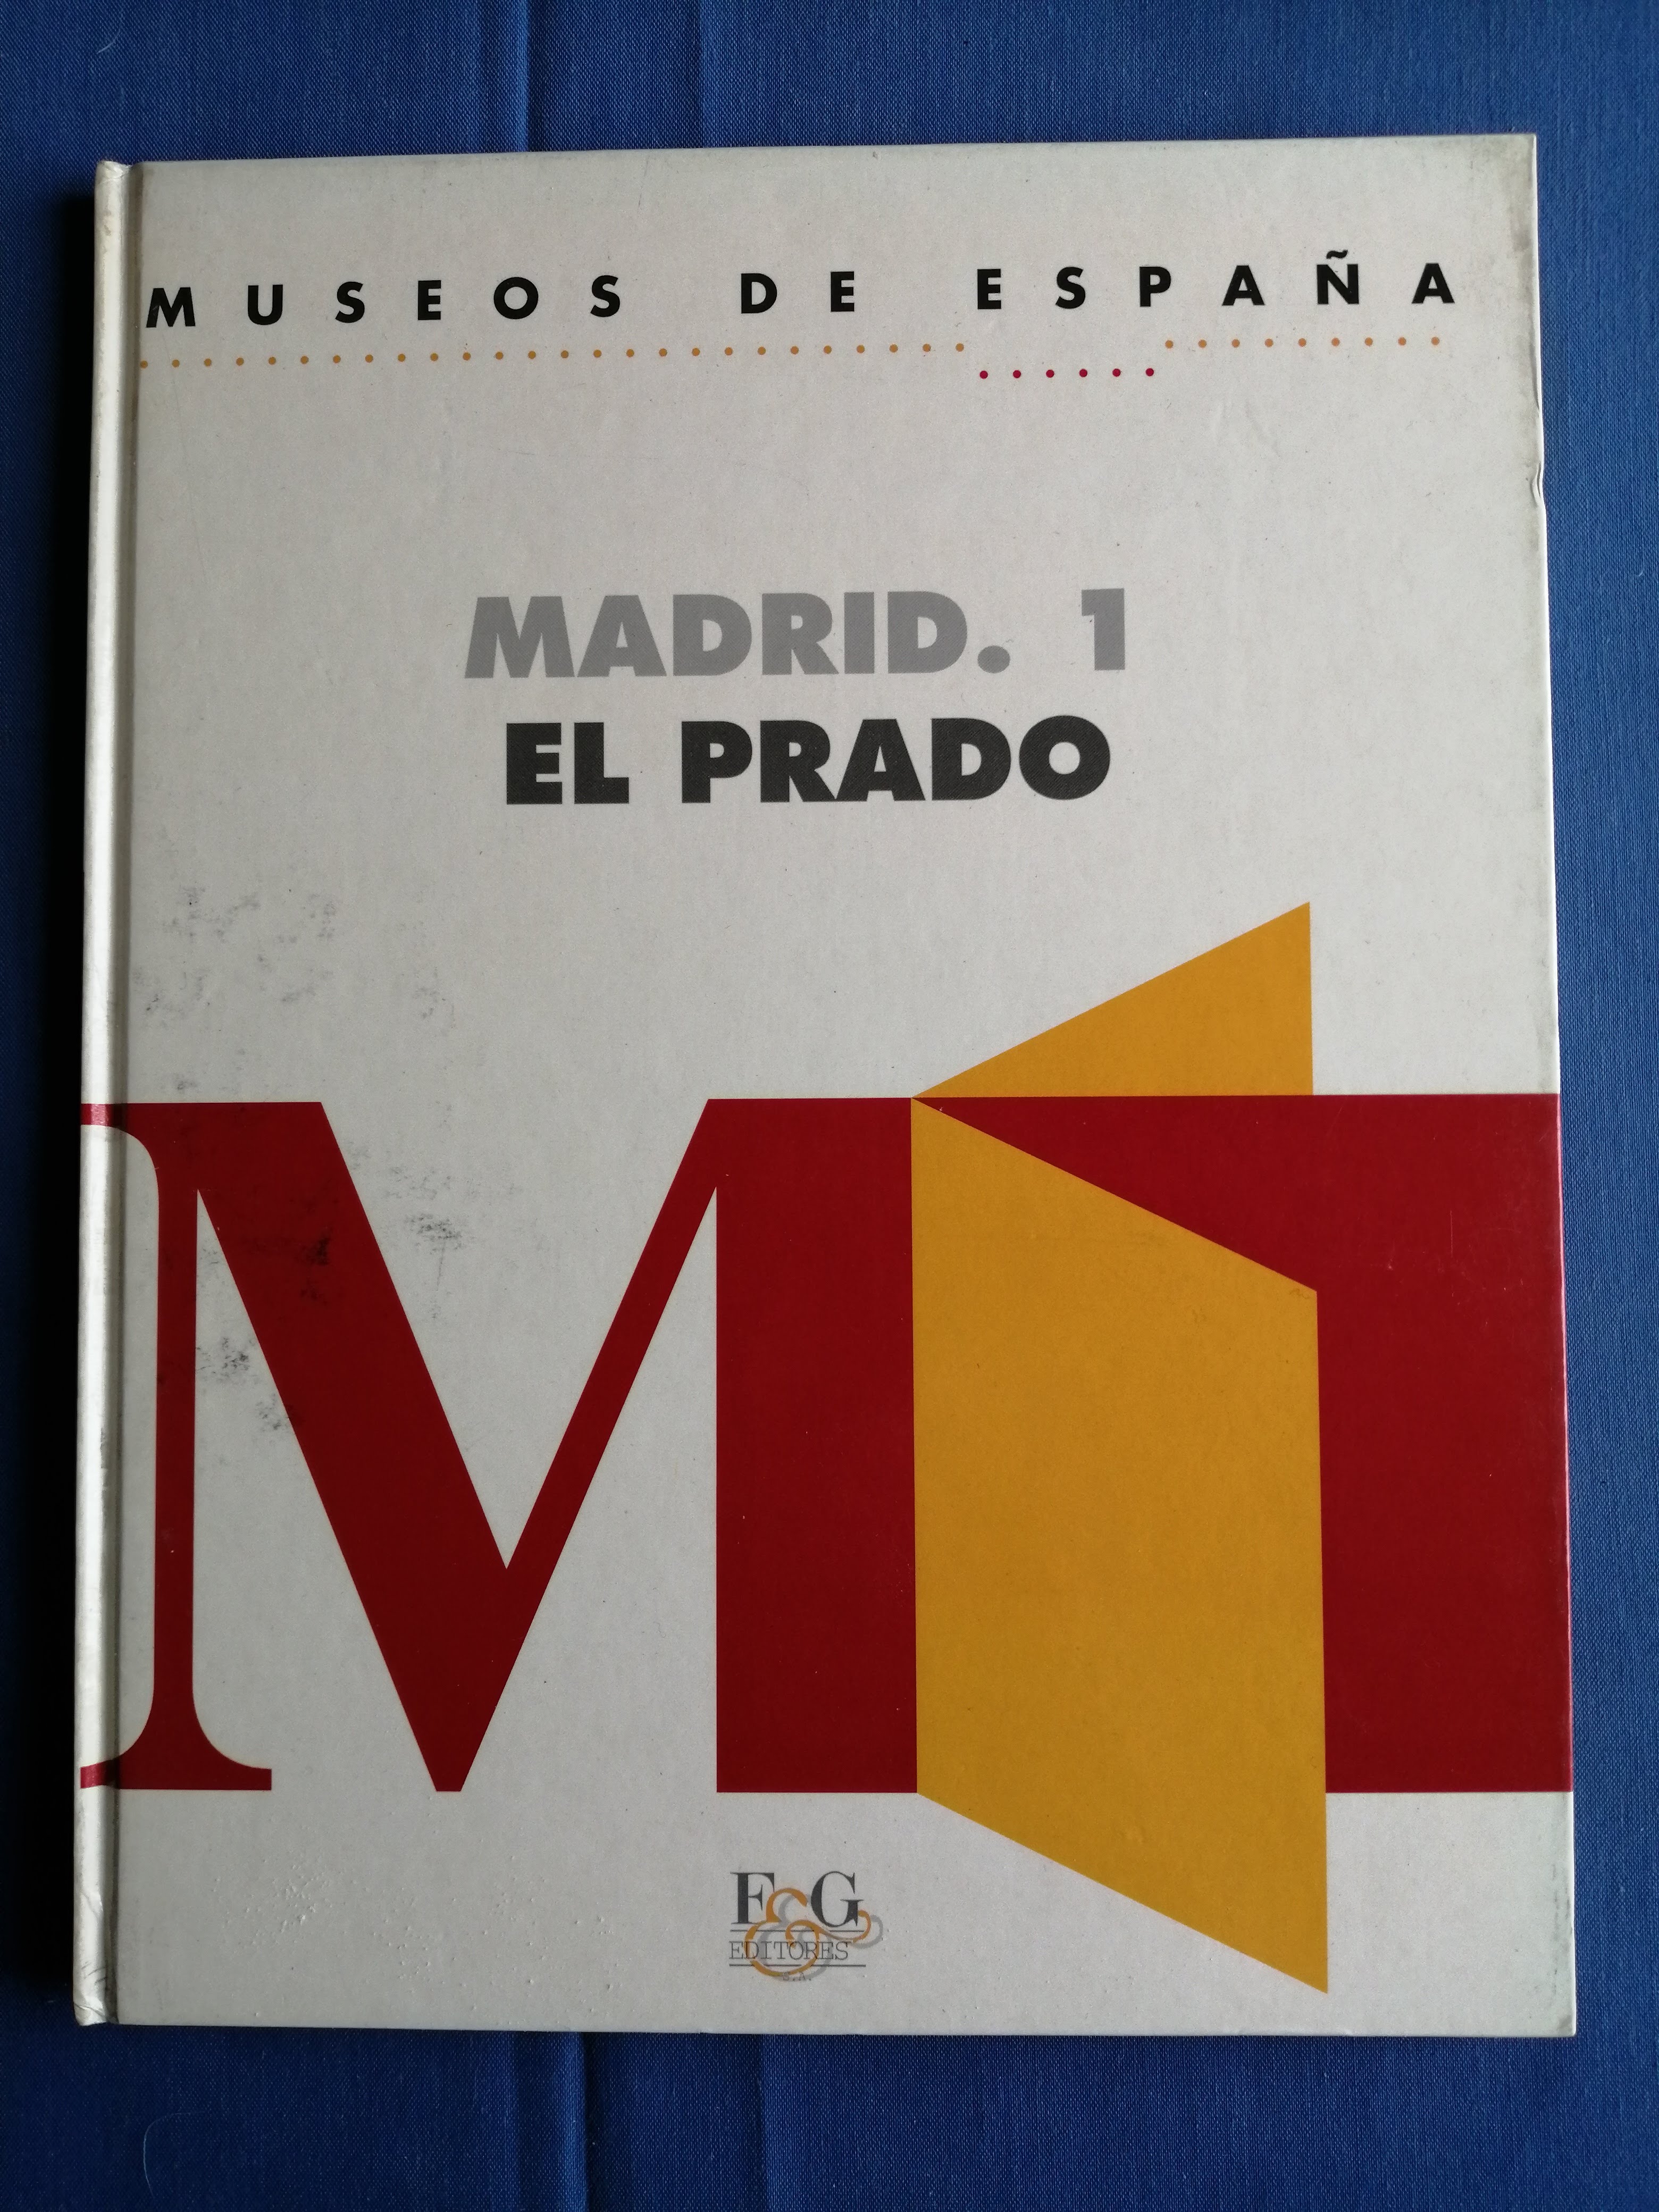 MUSEOS DE ESPAÑA
MADRID. 1
EL PRADO
M
F&G
EDITORES
S.A.